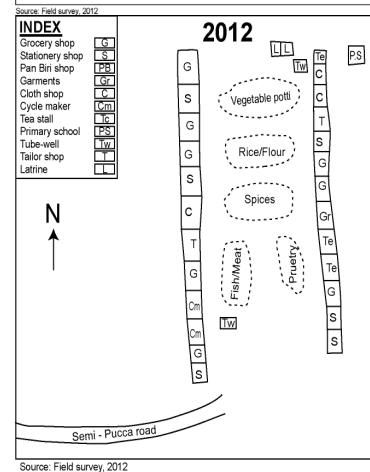 Source: Field survey, 2012
INDEX
Grocery shop G
Stationery shop S
Pan Biri shop PB
Garments Gr
Cloth shop C
Cycle maker Cm
Tea stall Tc
Primary school PS
Tube-well Tw
Tailor shop T
Latrine L
2012
L L
Tw
P.S
G
S
G
G
S
C
T
G
Cm
Cm
G
S
Vegetable potti
Rice/Flour
Spices
Fish/Meat
Pruetry
Tw
Te
C
C
T
S
G
G
Gr
Te
Te
G
S
S
N
Semi - Pucca road
Source: Field survey, 2012